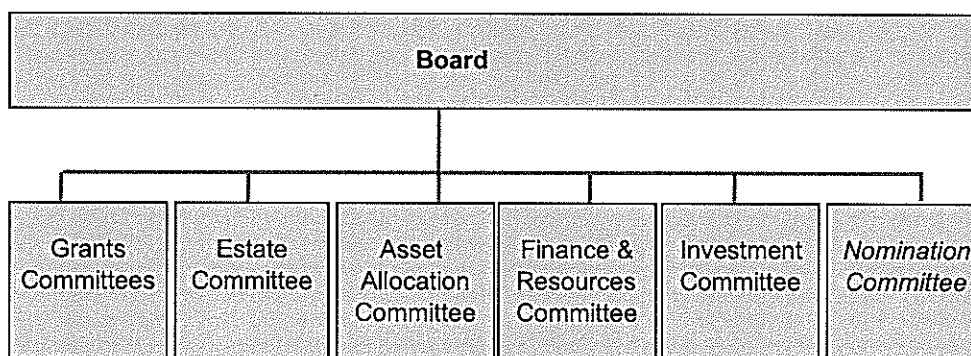 Board
Grants
Committees
Estate
Committee
Asset
Allocation
Committee
Finance &
Resources
Committee
Investment
Committee
Nomination
Committee